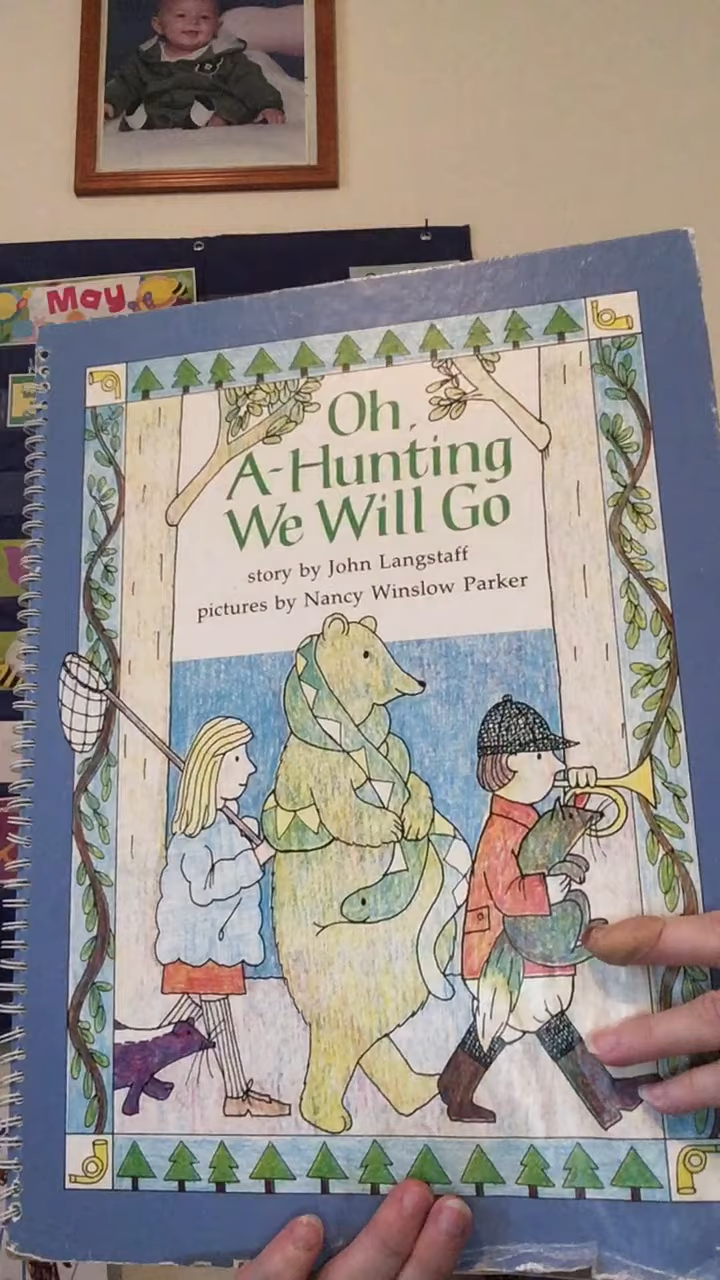 May
Oh,
A-Hunting
We Will Go
story by John Langstaff
pictures by Nancy Winslow Parker